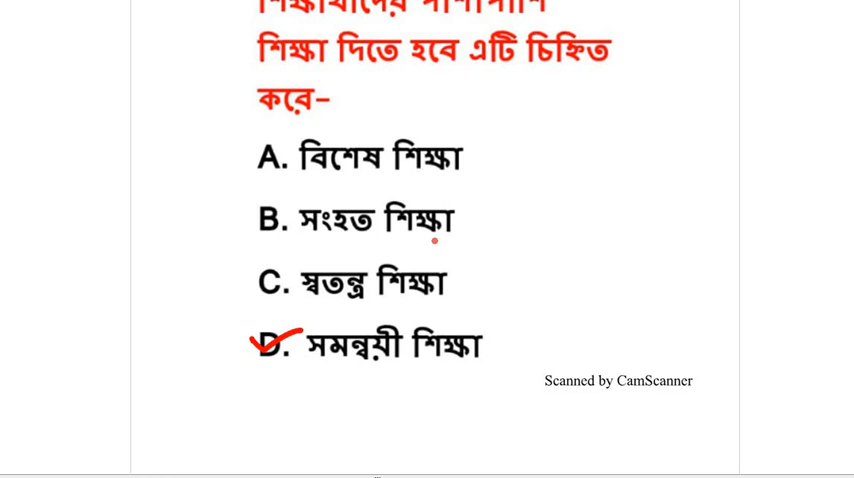 শিক্ষার্থীদের পাশাপাশি
শিক্ষা দিতে হবে এটি চিহ্নিত
করে–
A. বিশেষ শিক্ষা
B. সংহত শিক্ষা
C. স্বতন্ত্র শিক্ষা
D. সমন্বয়ী শিক্ষা
Scanned by CamScanner